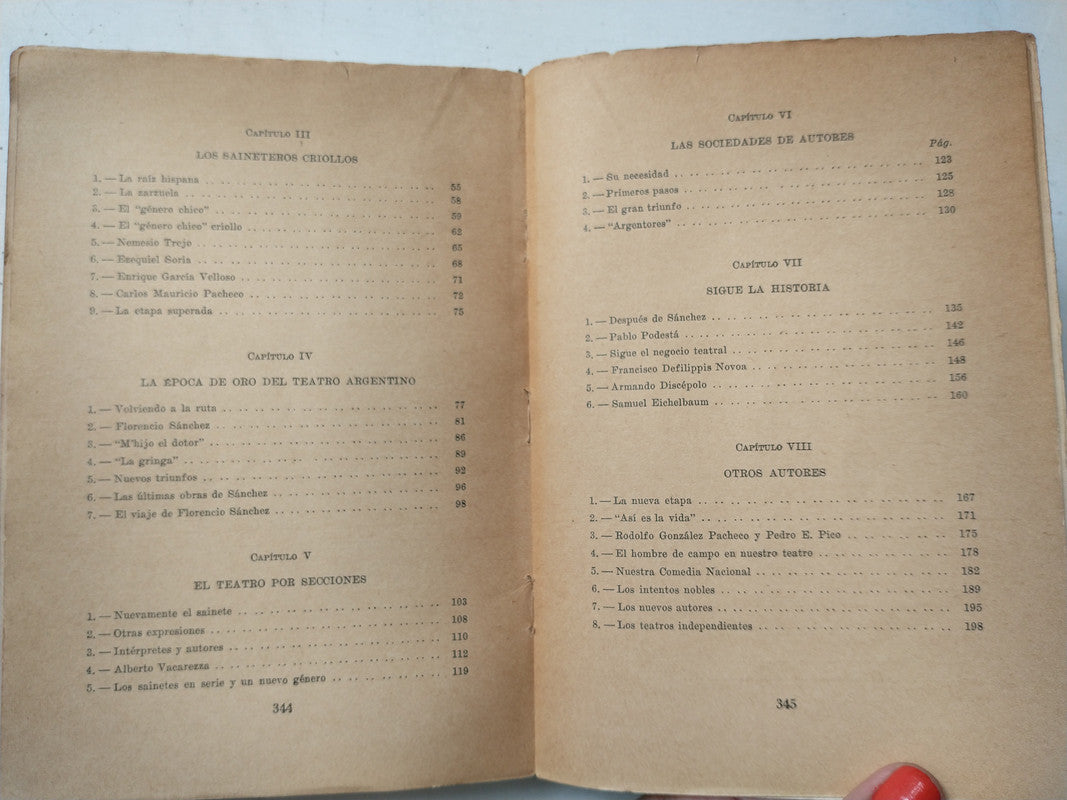 CAPÍTULO III
LOS SAINETEROS CRIOLLOS
1. — La raíz hispana .......... 55
2. — La zarzuela .......... 58
3. — El "género chico" .......... 59
4. — El "género chico" criollo .......... 62
5. — Nemesio Trejo .......... 65
6. — Ezequiel Soria .......... 68
7. — Enrique García Velloso .......... 71
8. — Carlos Mauricio Pacheco .......... 72
9. — La etapa superada .......... 75
CAPÍTULO IV
LA EPOCA DE ORO DEL TEATRO ARGENTINO
1. — Volviendo a la ruta .......... 77
2. — Florencio Sánchez .......... 81
3. — "M'hijo el dotor" .......... 86
4. — "La gringa" .......... 89
5. — Nuevos triunfos .......... 92
6. — Las últimas obras de Sánchez .......... 96
7. — El viaje de Florencio Sánchez .......... 98
CAPÍTULO V
EL TEATRO POR SECCIONES
1. — Nuevamente el sainete .......... 103
2. — Otras expresiones .......... 108
3. — Intérpretes y autores .......... 110
4. — Alberto Vacarezza .......... 112
5. — Los sainetes en serie y un nuevo género .......... 119
344
CAPÍTULO VI
LAS SOCIEDADES DE AUTORES
Pág.
1. — Su necesidad .......... 123
2. — Primeros pasos .......... 125
3. — El gran triunfo .......... 128
4. — "Argentores" .......... 130
CAPÍTULO VII
SIGUE LA HISTORIA
1. — Después de Sánchez .......... 135
2. — Pablo Podestá .......... 142
3. — Sigue el negocio teatral .......... 146
4. — Francisco Defilippis Novoa .......... 148
5. — Armando Discépolo .......... 156
6. — Samuel Eichelbaum .......... 160
CAPÍTULO VIII
OTROS AUTORES
1. — La nueva etapa .......... 167
2. — "Así es la vida" .......... 171
3. — Rodolfo González Pacheco y Pedro E. Pico .......... 175
4. — El hombre de campo en nuestro teatro .......... 178
5. — Nuestra Comedia Nacional .......... 182
6. — Los intentos nobles .......... 189
7. — Los nuevos autores .......... 195
8. — Los teatros independientes .......... 198
345